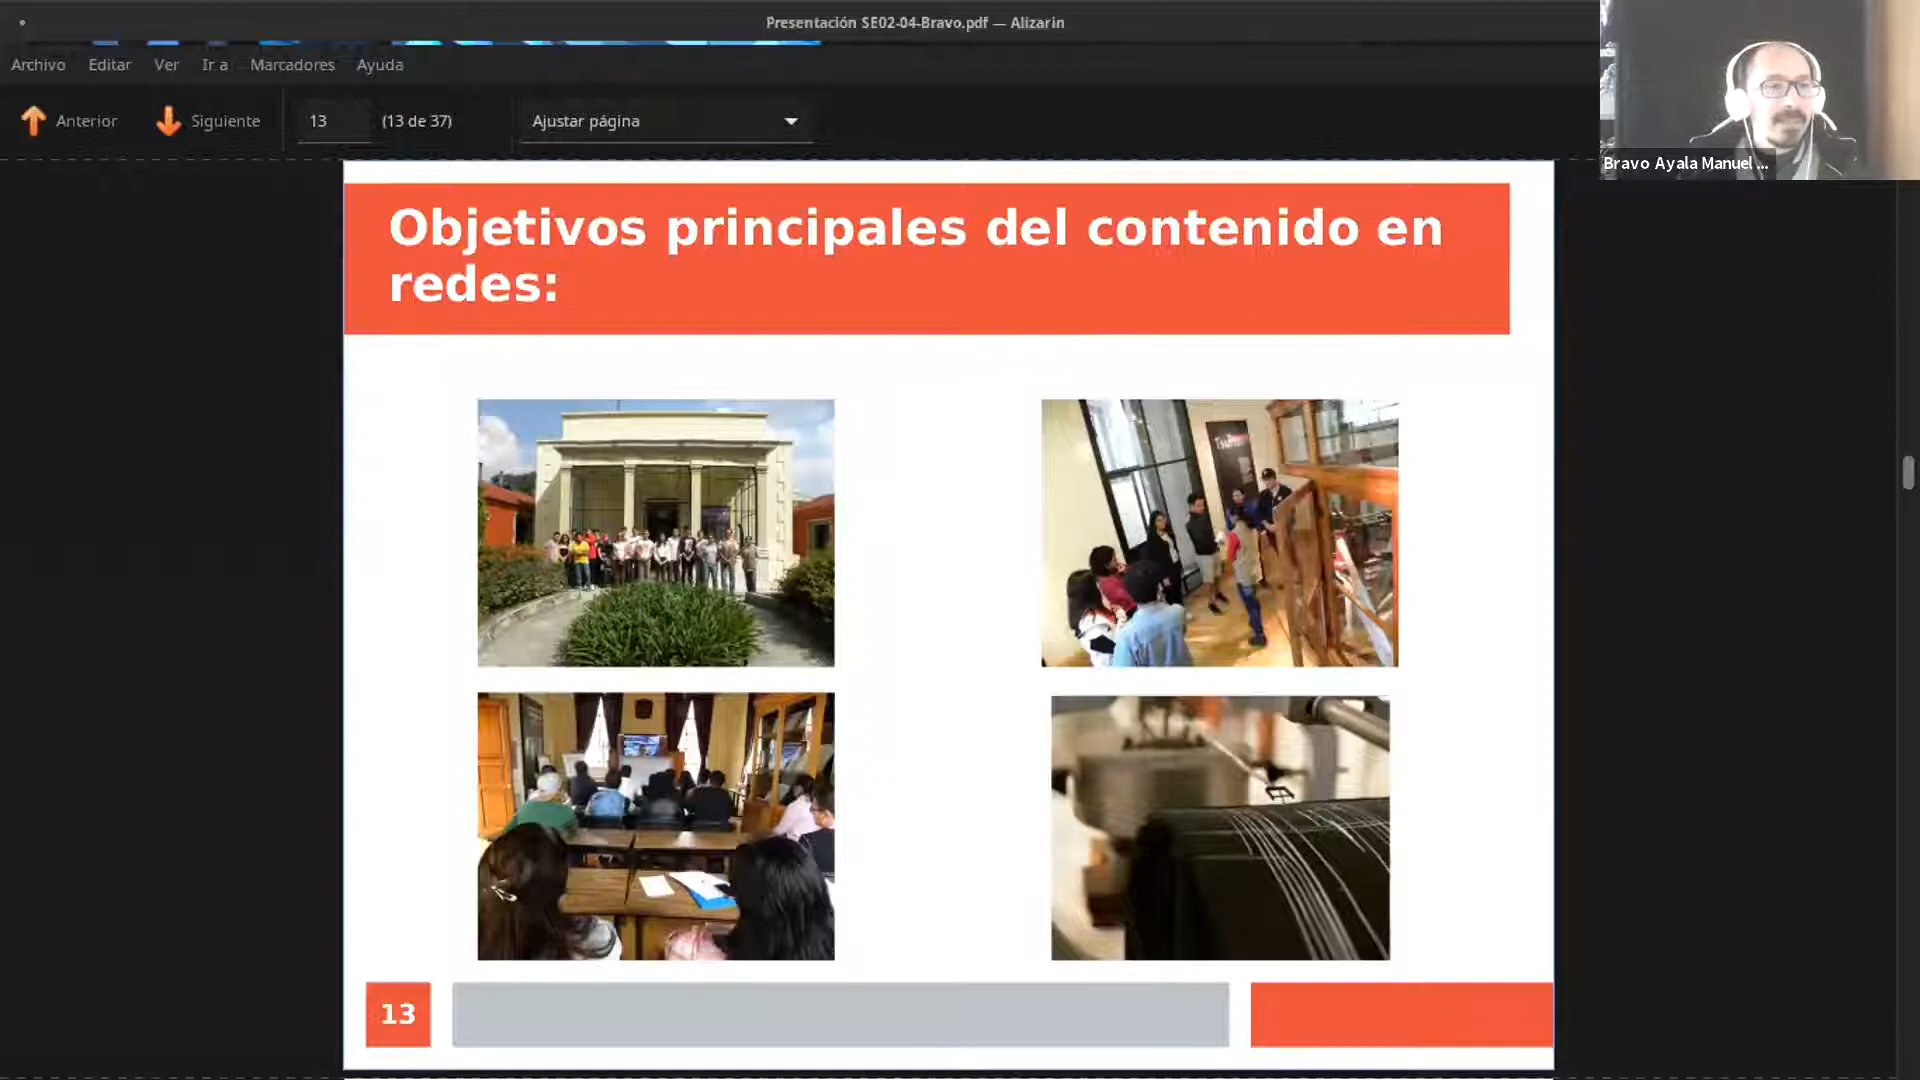 Presentación SE02-04-Bravo.pdf — Alizarin
Archivo Editar Ver Ir a Marcadores Ayuda
Anterior Siguiente 13 (13 de 37) Ajustar página
Bravo Ayala Manuel ...
Objetivos principales del contenido en
redes:
13